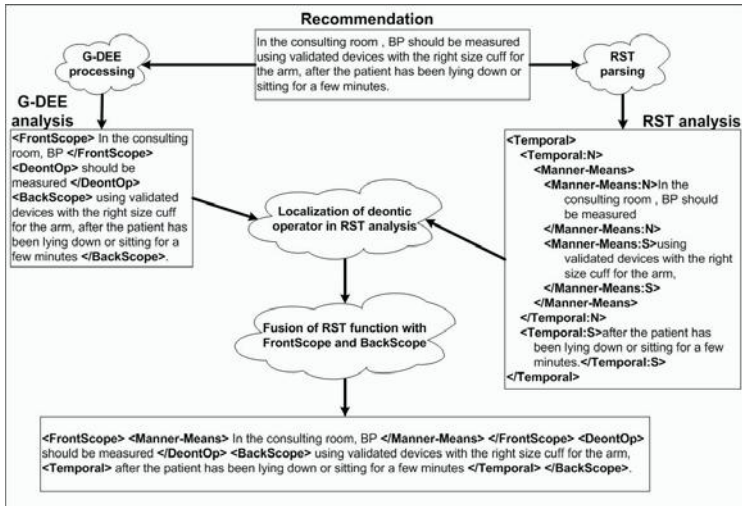 Recommendation
In the consulting room , BP should be measured
using validated devices with the right size cuff for
the arm, after the patient has been lying down or
sitting for a few minutes.
G-DEE
processing
RST
parsing
G-DEE
analysis
<FrontScope> In the consulting
room, BP </FrontScope>
<DeontOp> should be
measured </DeontOp>
<BackScope> using validated
devices with the right size cuff
for the arm, after the patient has
been lying down or sitting for a
few minutes </BackScope>.
RST analysis
<Temporal>
<Temporal:N>
<Manner-Means>
<Manner-Means:N>In the
consulting room , BP should
be measured
</Manner-Means:N>
<Manner-Means:S>using
validated devices with the right
size cuff for the arm,
</Manner-Means:S>
</Manner-Means>
</Temporal:N>
<Temporal:S>after the patient has
been lying down or sitting for a few
minutes.</Temporal:S>
</Temporal>
Localization of deontic
operator in RST analysis
Fusion of RST function with
FrontScope and BackScope
<FrontScope> <Manner-Means> In the consulting room, BP </Manner-Means> </FrontScope> <DeontOp>
should be measured </DeontOp> <BackScope> using validated devices with the right size cuff for the arm,
<Temporal> after the patient has been lying down or sitting for a few minutes </Temporal> </BackScope>.